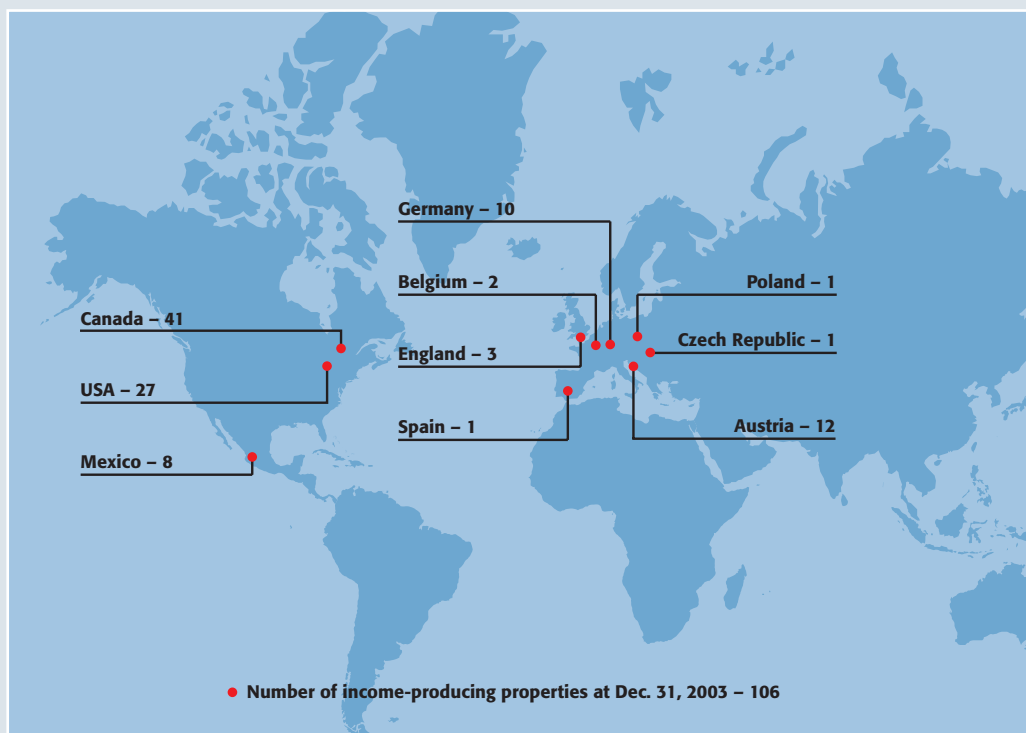 Germany – 10
Belgium – 2
Poland – 1
Canada – 41
England – 3
Czech Republic – 1
USA – 27
Spain – 1
Austria – 12
Mexico – 8
Number of income-producing properties at Dec. 31, 2003 – 106